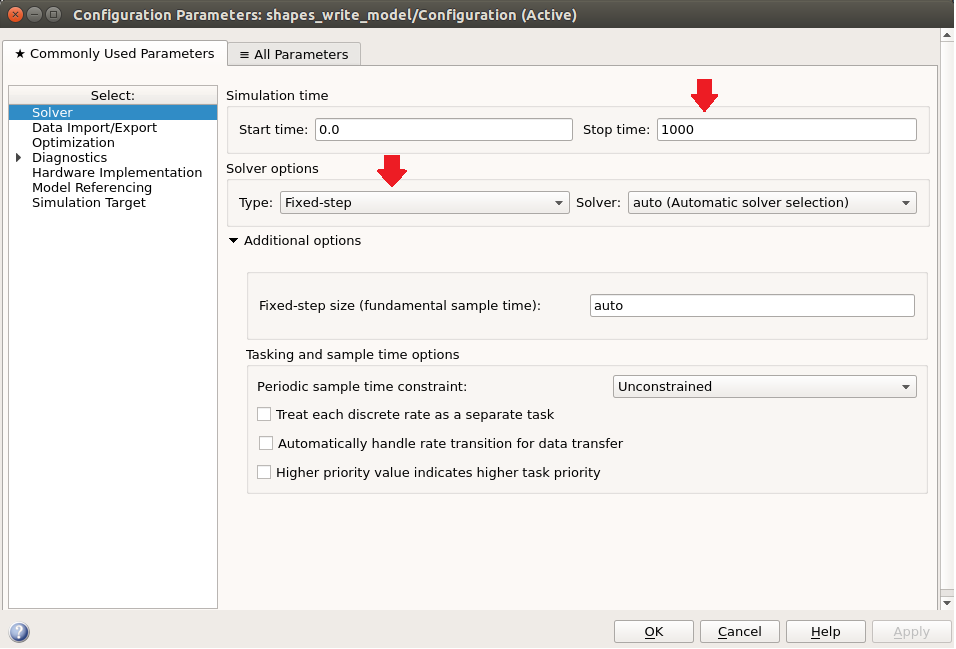 Configuration Parameters: shapes_write_model/Configuration (Active)
★ Commonly Used Parameters
≡ All Parameters
Select:
Solver
Data Import/Export
Optimization
Diagnostics
Hardware Implementation
Model Referencing
Simulation Target
Simulation time
Start time: 0.0 Stop time: 1000
Solver options
Type: Fixed-step Solver: auto (Automatic solver selection)
Additional options
Fixed-step size (fundamental sample time): auto
Tasking and sample time options
Periodic sample time constraint: Unconstrained
Treat each discrete rate as a separate task
Automatically handle rate transition for data transfer
Higher priority value indicates higher task priority
? OK Cancel Help Apply